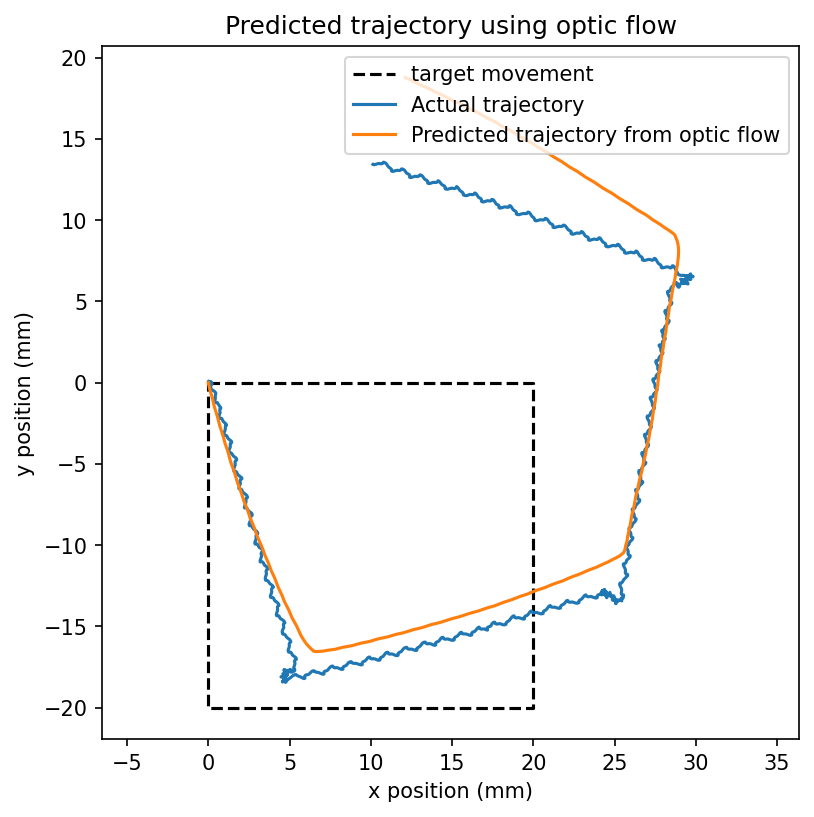 Predicted trajectory using optic flow
target movement
Actual trajectory
Predicted trajectory from optic flow
20
15
10
5
0
−5
−10
−15
−20
y position (mm)
−5 0 5 10 15 20 25 30 35
x position (mm)